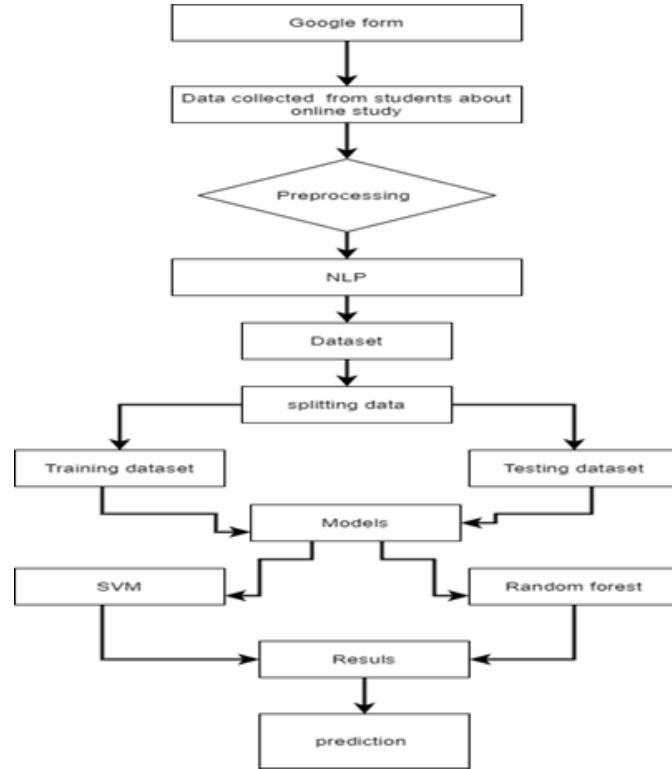 Google form
Data collected from students about
online study
Preprocessing
NLP
Dataset
splitting data
Training dataset
Testing dataset
Models
SVM
Random forest
Resuls
prediction